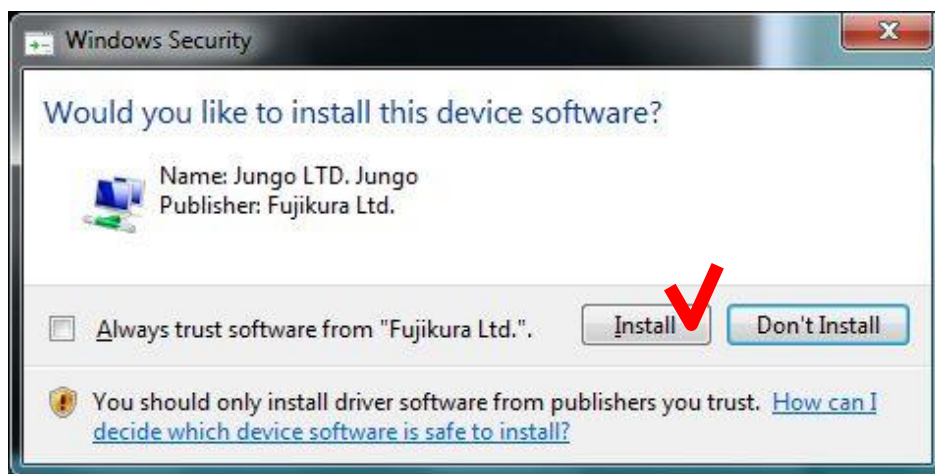 Windows Security
Would you like to install this device software?
Name: Jungo LTD. Jungo
Publisher: Fujikura Ltd.
Always trust software from "Fujikura Ltd.".
Install
Don't Install
You should only install driver software from publishers you trust. How can I
decide which device software is safe to install?